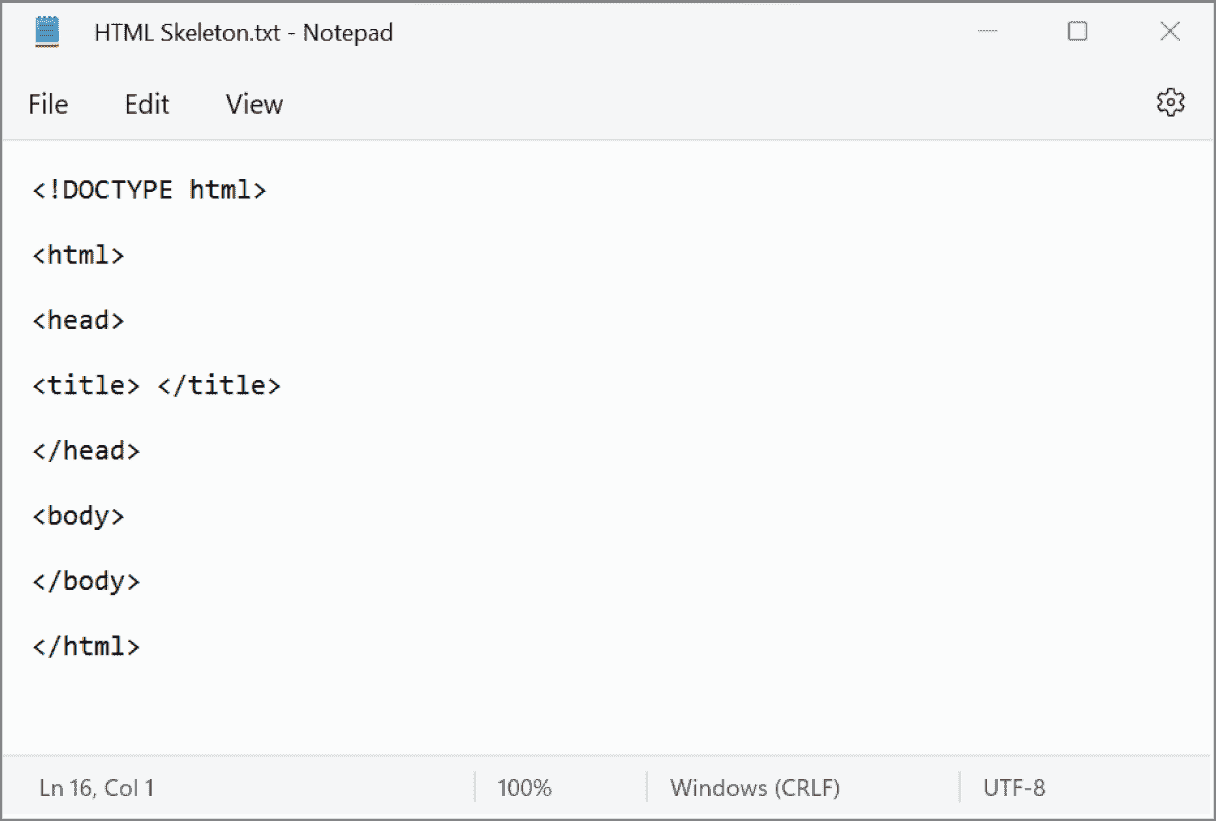 HTML Skeleton.txt - Notepad
File Edit View
<!DOCTYPE html>
<html>
<head>
<title> </title>
</head>
<body>
</body>
</html>
Ln 16, Col 1 100% Windows (CRLF) UTF-8